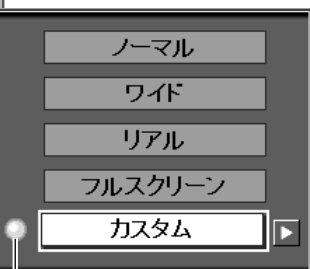 ノーマル
ワイド
リアル
フルスクリーン
カスタム